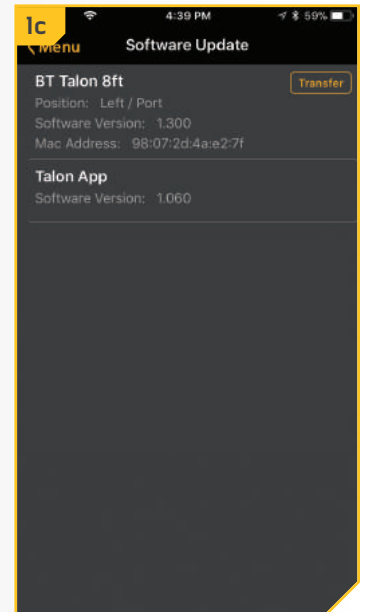 1c
4:39 PM
59%
Menu
Software Update
BT Talon 8ft
Transfer
Position: Left / Port
Software Version: 1.300
Mac Address: 98:07:2d:4a:e2:7f
Talon App
Software Version: 1.060